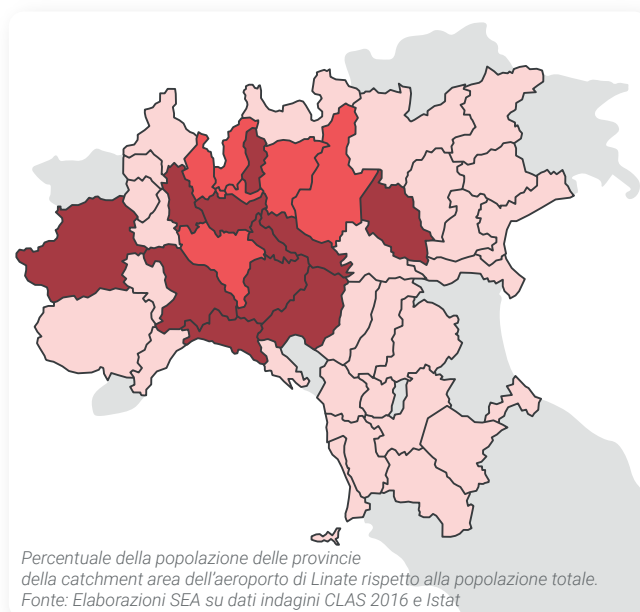 Percentuale della popolazione delle provincie
della catchment area dell'aeroporto di Linate rispetto alla popolazione totale.
Fonte: Elaborazioni SEA su dati indagini CLAS 2016 e Istat